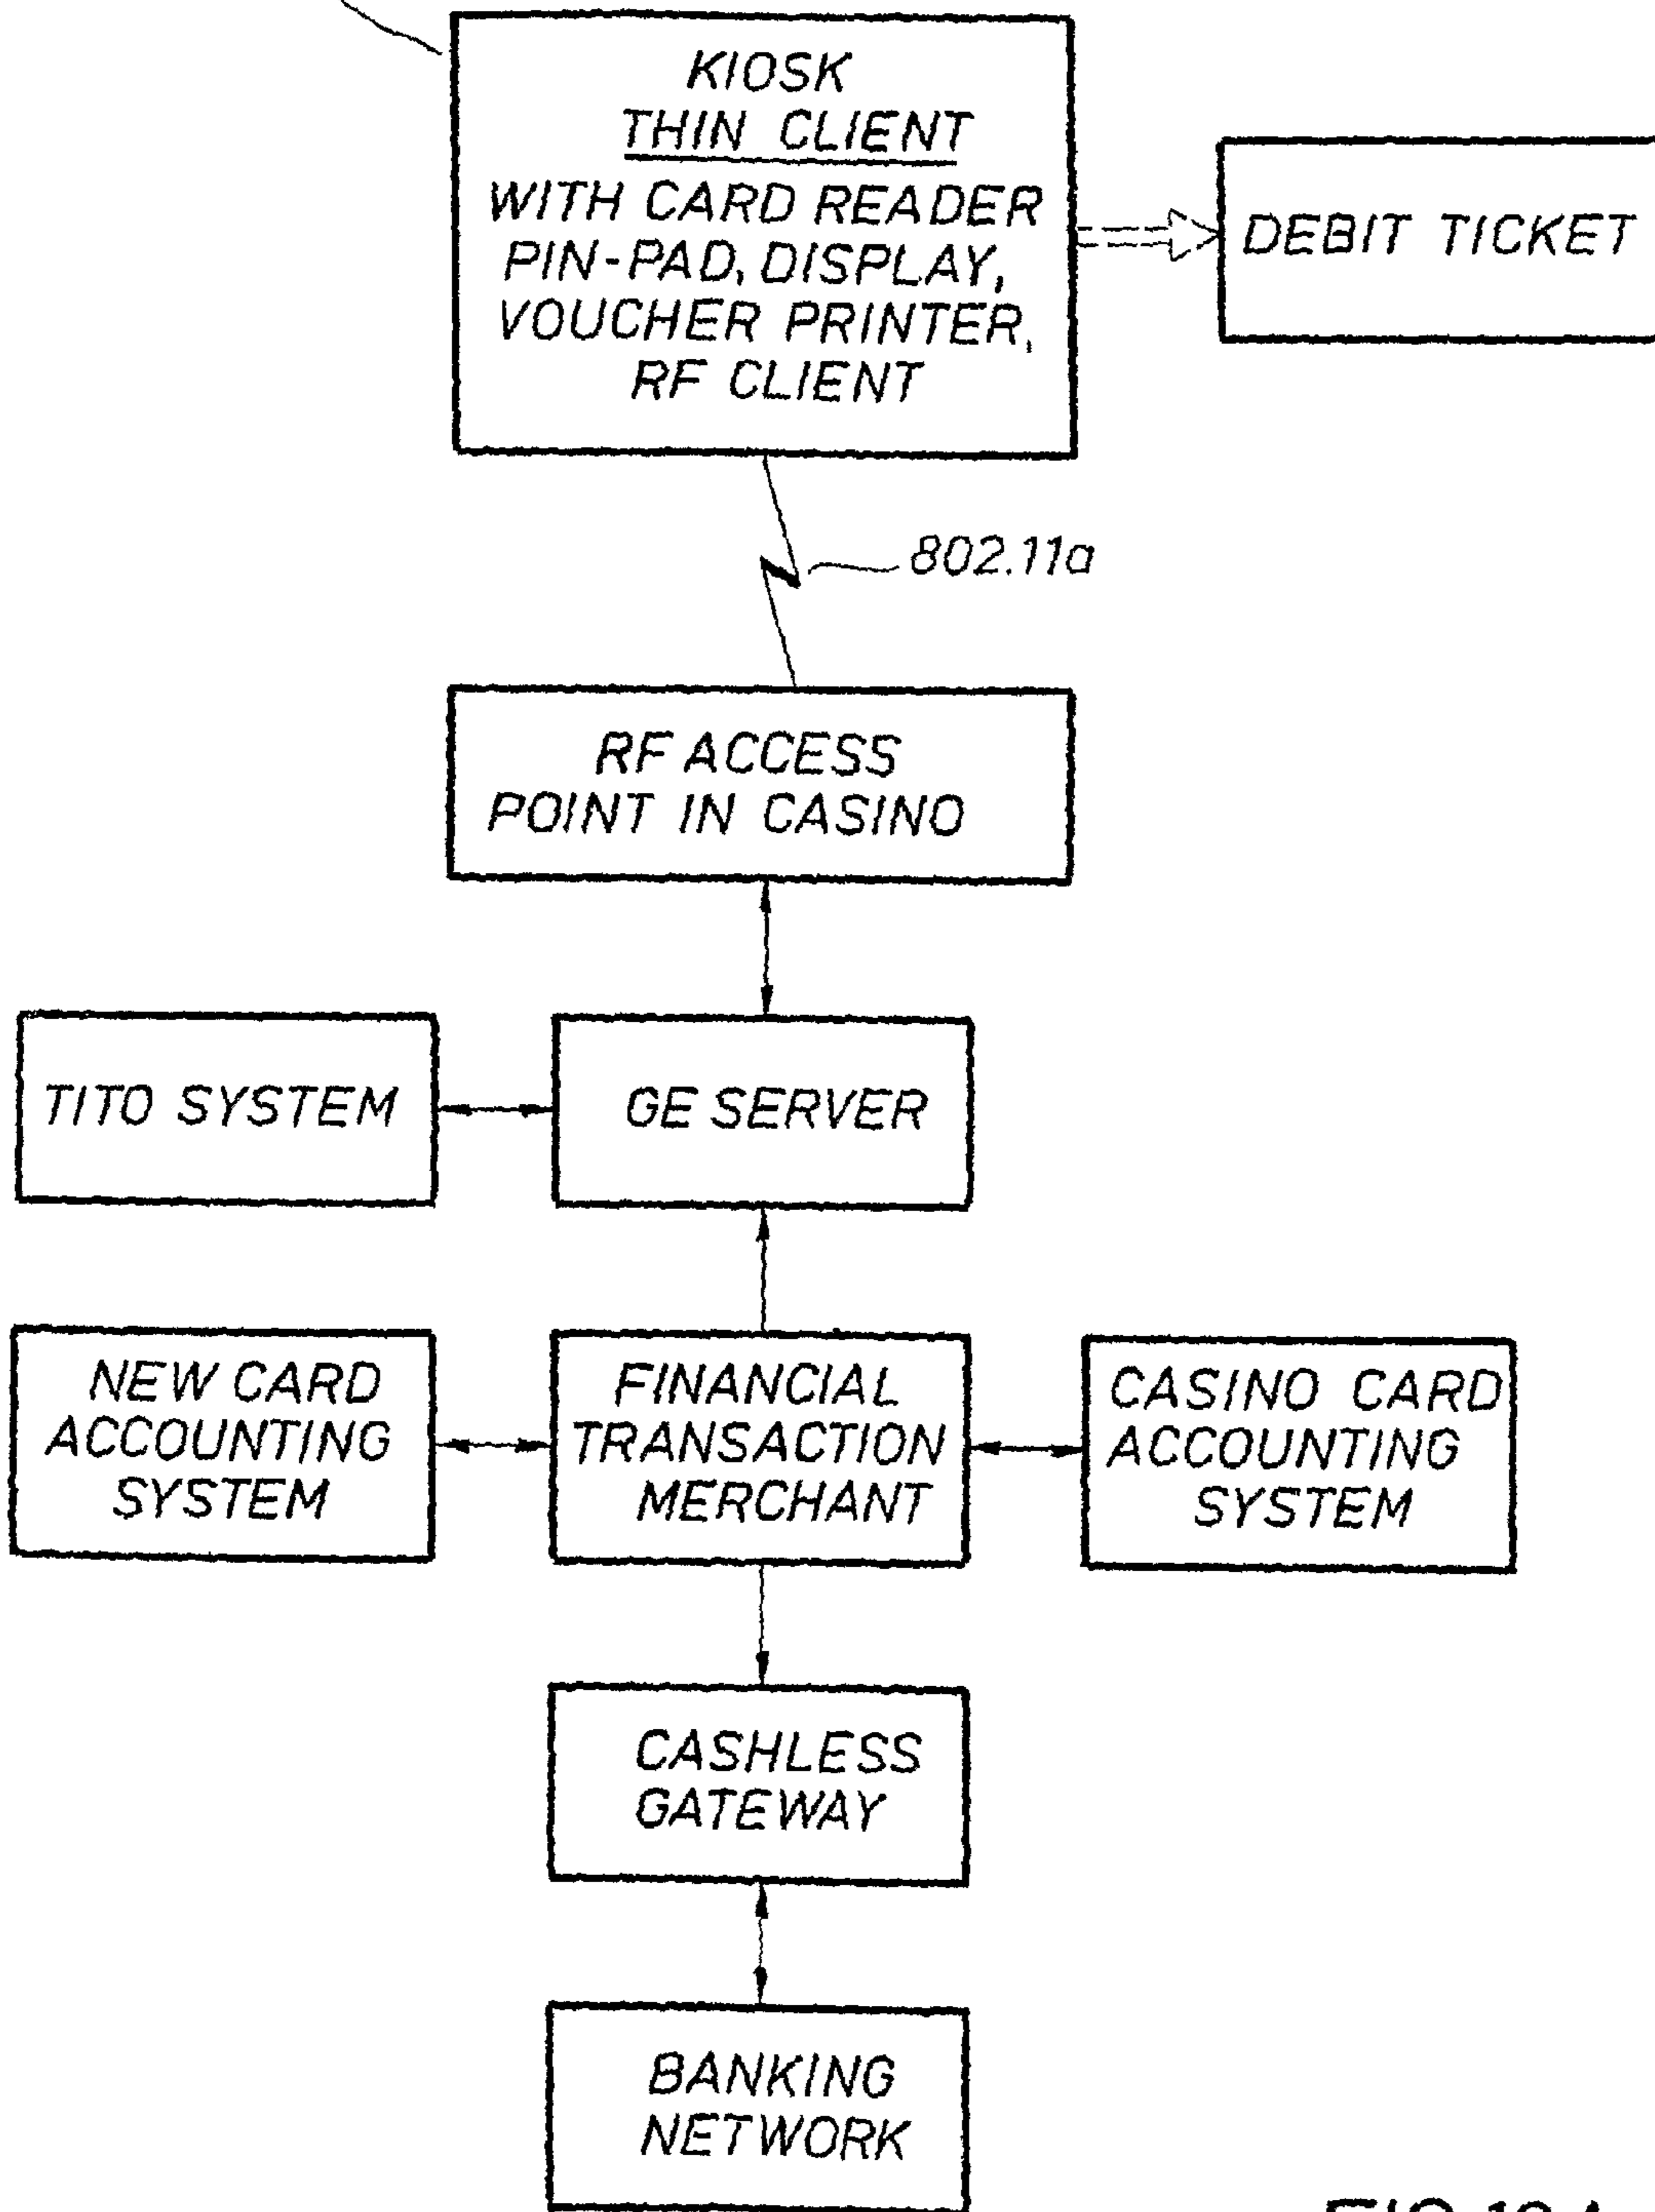 KIOSK
THIN CLIENT
WITH CARD READER
PIN-PAD, DISPLAY,
VOUCHER PRINTER,
RF CLIENT
DEBIT TICKET
802.11a
RF ACCESS
POINT IN CASINO
TITO SYSTEM
GE SERVER
NEW CARD
ACCOUNTING
SYSTEM
FINANCIAL
TRANSACTION
MERCHANT
CASINO CARD
ACCOUNTING
SYSTEM
CASHLESS
GATEWAY
BANKING
NETWORK